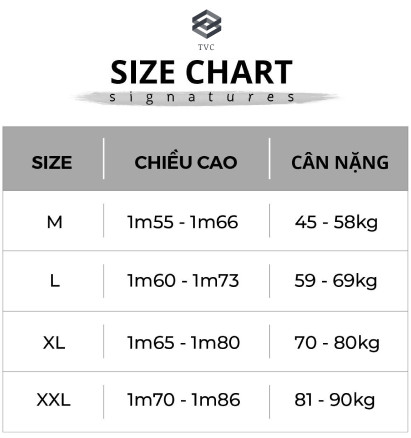 TVC
SIZE CHART
signatures
SIZE CHIỀU CAO CÂN NẶNG
M 1m55 - 1m66 45 - 58kg
L 1m60 - 1m73 59 - 69kg
XL 1m65 - 1m80 70 - 80kg
XXL 1m70 - 1m86 81 - 90kg